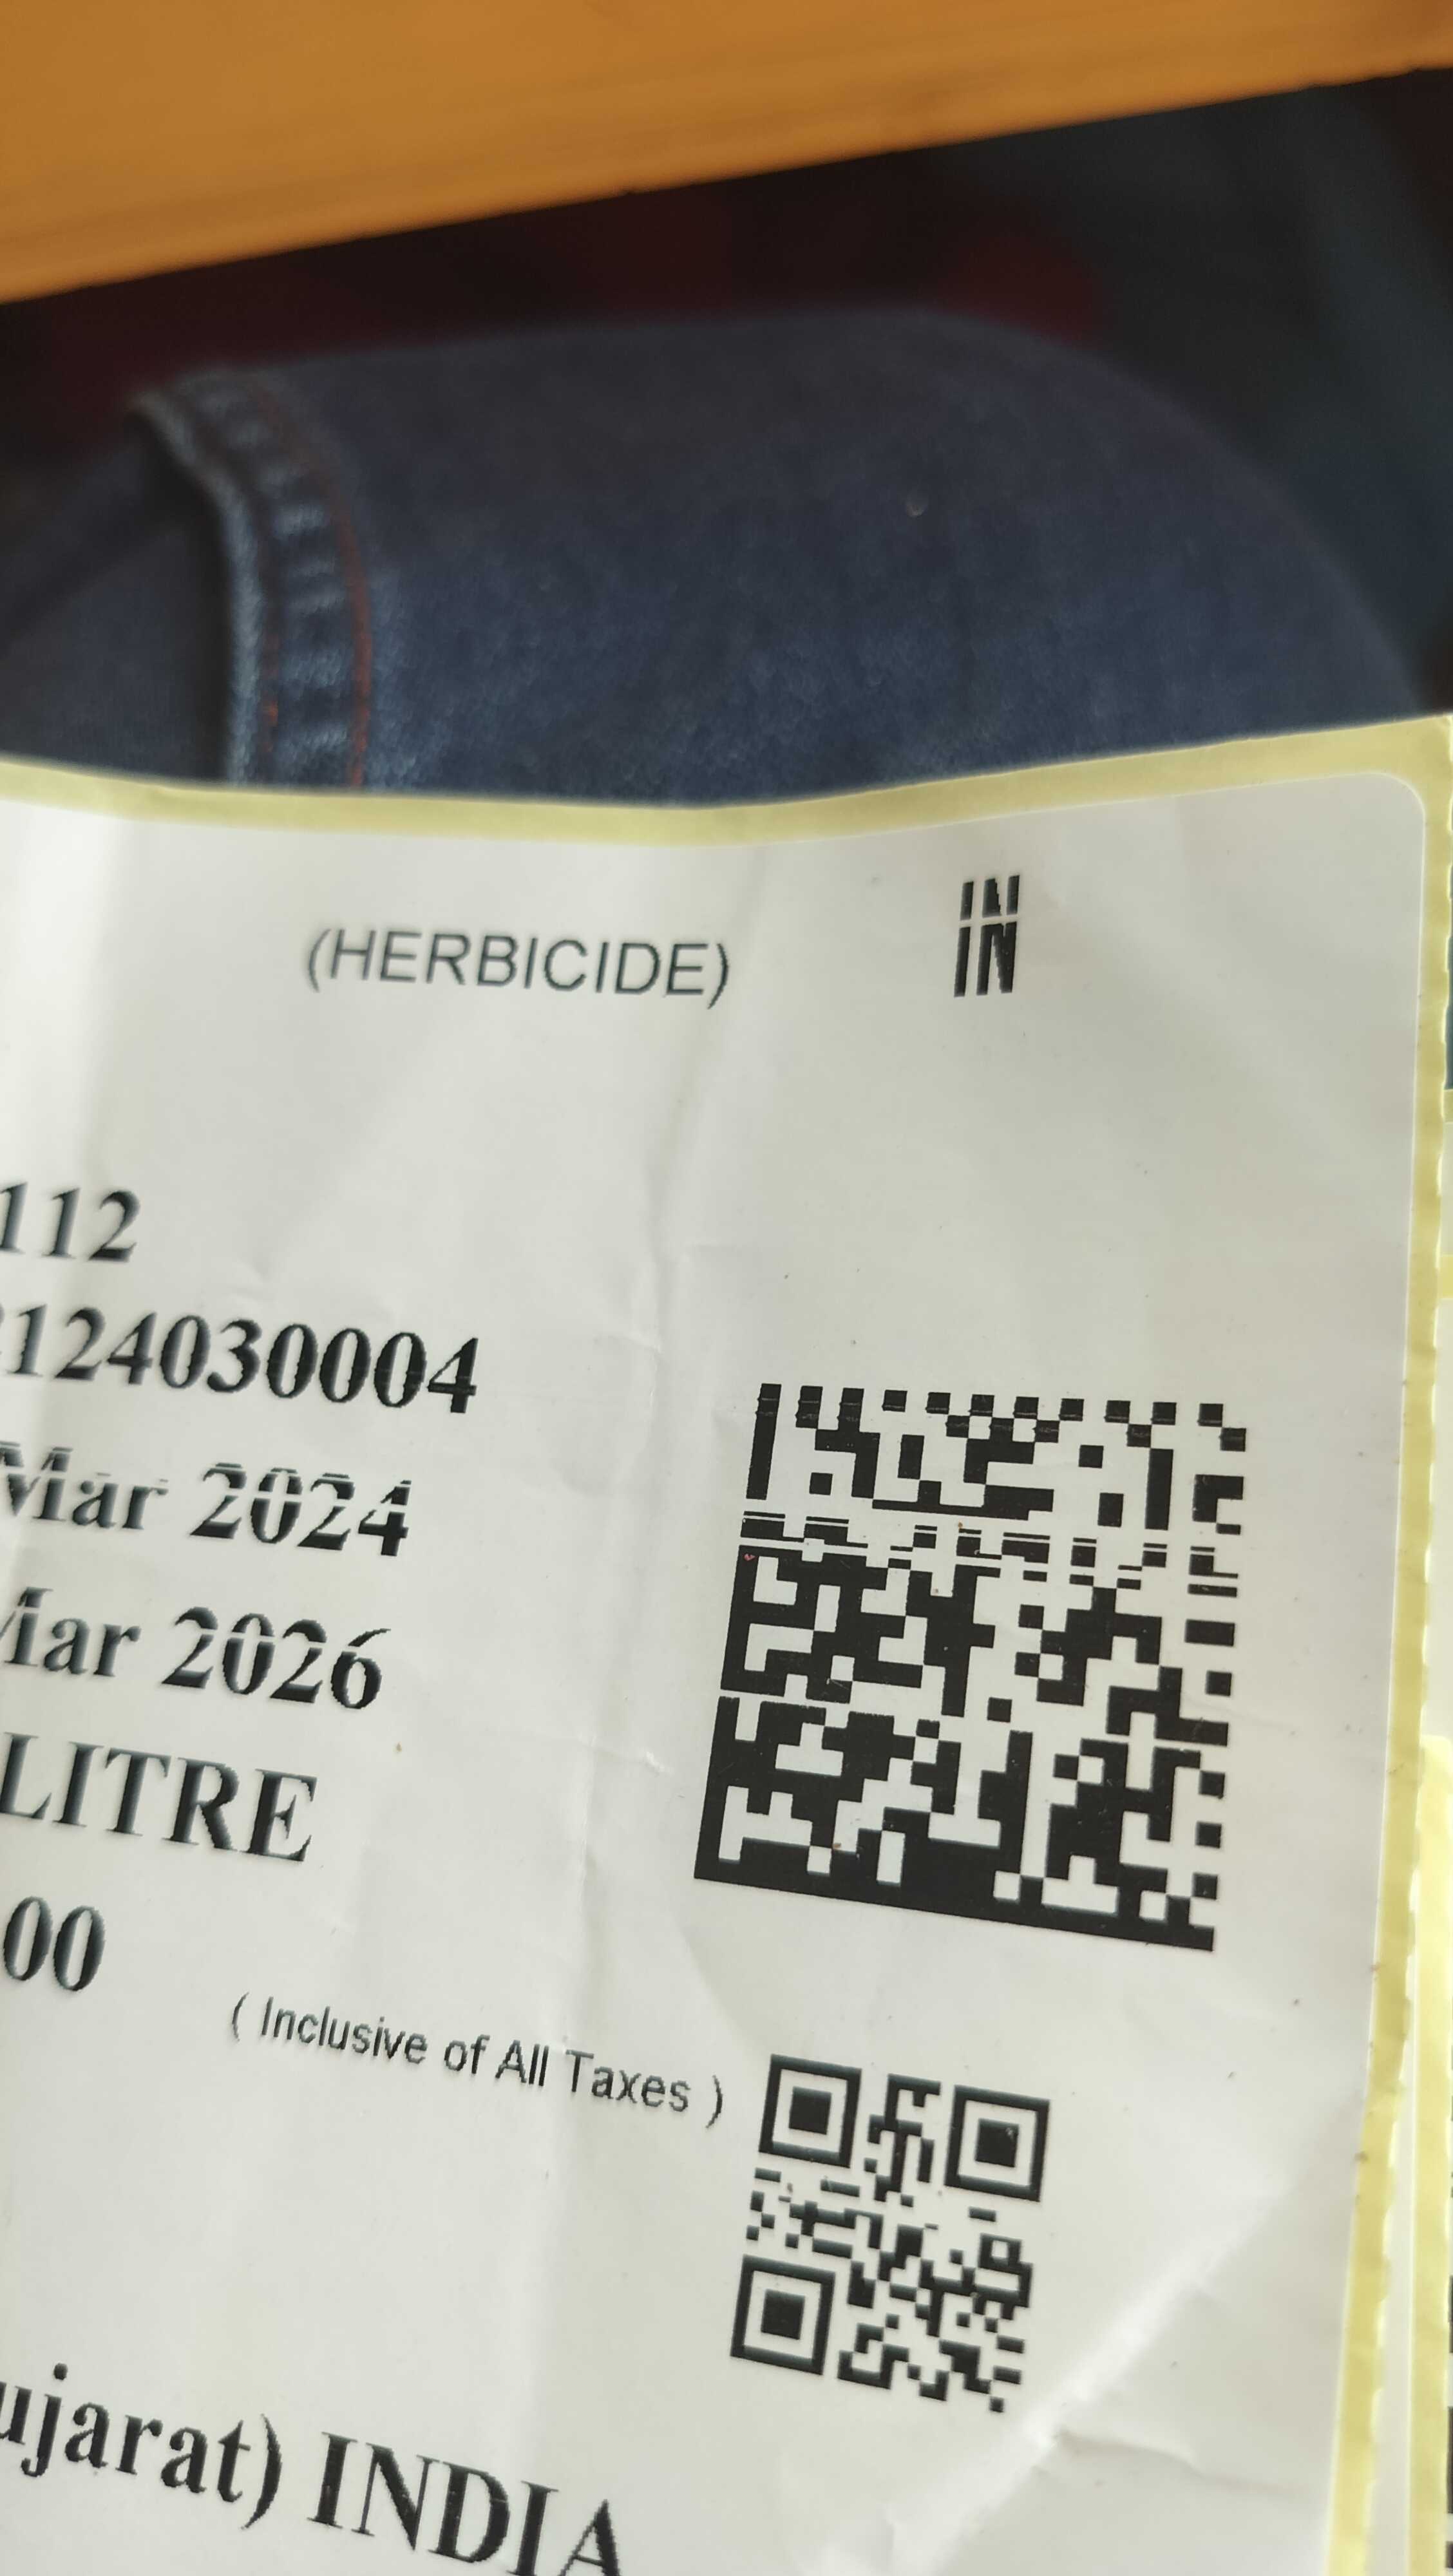 (HERBICIDE) IN
112
124030004
Mar 2024
Mar 2026
LITRE
00
( Inclusive of All Taxes )
ujarat) INDIA